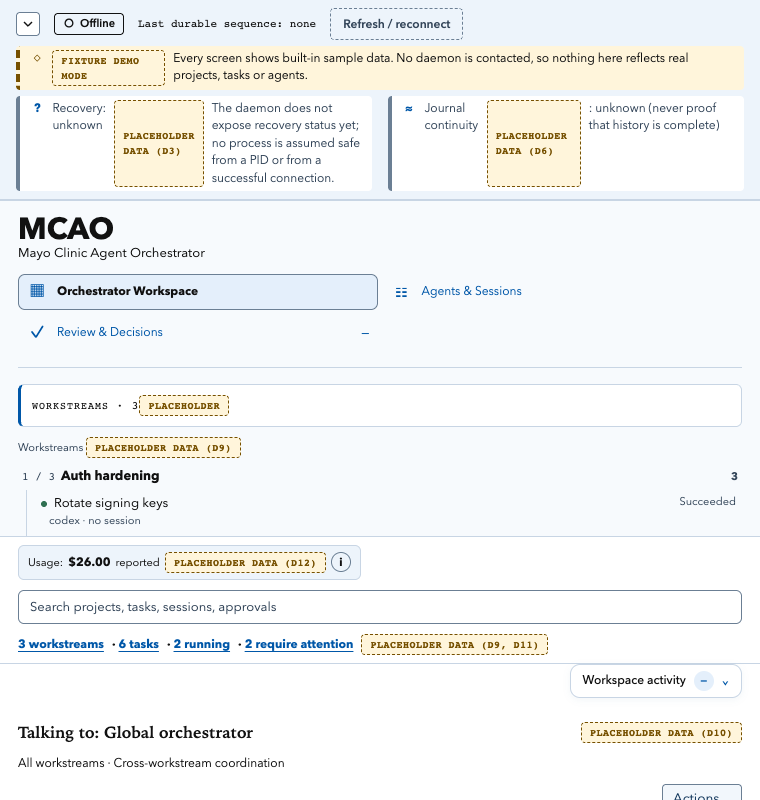 Offline
Last durable sequence: none
Refresh / reconnect
FIXTURE DEMO
MODE
Every screen shows built-in sample data. No daemon is contacted, so nothing here reflects real
projects, tasks or agents.
? Recovery:
unknown
PLACEHOLDER
DATA (D3)
The daemon does not
expose recovery status yet;
no process is assumed safe
from a PID or from a
successful connection.
≈ Journal
continuity
PLACEHOLDER
DATA (D6)
: unknown (never proof
that history is complete)
MCAO
Mayo Clinic Agent Orchestrator
Orchestrator Workspace
Agents & Sessions
Review & Decisions –
WORKSTREAMS · 3 PLACEHOLDER
Workstreams PLACEHOLDER DATA (D9)
1 / 3 Auth hardening 3
Rotate signing keys Succeeded
codex · no session
Usage: $26.00 reported PLACEHOLDER DATA (D12) i
Search projects, tasks, sessions, approvals
3 workstreams · 6 tasks · 2 running · 2 require attention PLACEHOLDER DATA (D9, D11)
Workspace activity –
Talking to: Global orchestrator PLACEHOLDER DATA (D10)
All workstreams · Cross-workstream coordination
Actions